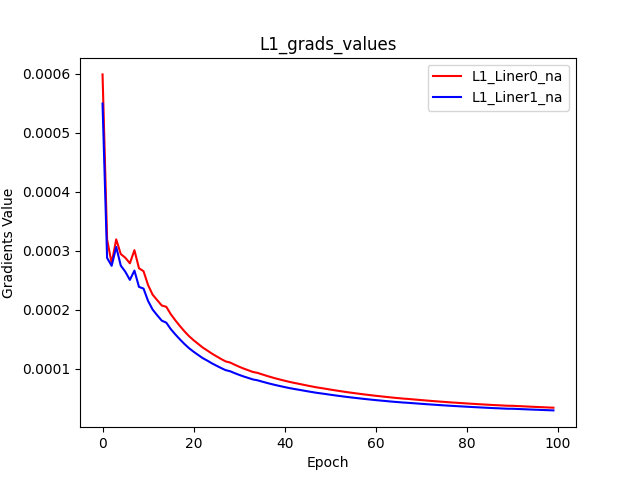 L1_grads_values
L1_Liner0_na
L1_Liner1_na
0.0006
0.0005
0.0004
0.0003
0.0002
0.0001
Gradients Value
0 20 40 60 80 100
Epoch